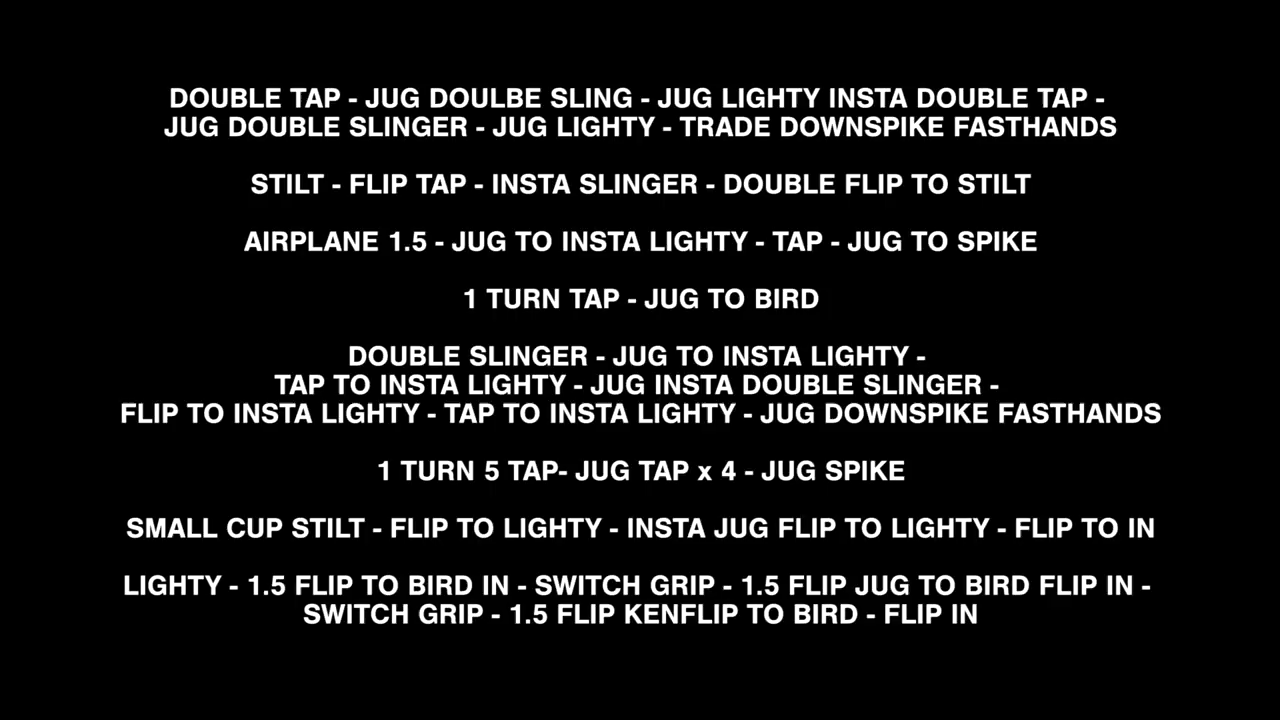 DOUBLE TAP - JUG DOULBE SLING - JUG LIGHTY INSTA DOUBLE TAP -
JUG DOUBLE SLINGER - JUG LIGHTY - TRADE DOWNSPIKE FASTHANDS
STILT - FLIP TAP - INSTA SLINGER - DOUBLE FLIP TO STILT
AIRPLANE 1.5 - JUG TO INSTA LIGHTY - TAP - JUG TO SPIKE
1 TURN TAP - JUG TO BIRD
DOUBLE SLINGER - JUG TO INSTA LIGHTY -
TAP TO INSTA LIGHTY - JUG INSTA DOUBLE SLINGER -
FLIP TO INSTA LIGHTY - TAP TO INSTA LIGHTY - JUG DOWNSPIKE FASTHANDS
1 TURN 5 TAP- JUG TAP x 4 - JUG SPIKE
SMALL CUP STILT - FLIP TO LIGHTY - INSTA JUG FLIP TO LIGHTY - FLIP TO IN
LIGHTY - 1.5 FLIP TO BIRD IN - SWITCH GRIP - 1.5 FLIP JUG TO BIRD FLIP IN -
SWITCH GRIP - 1.5 FLIP KENFLIP TO BIRD - FLIP IN